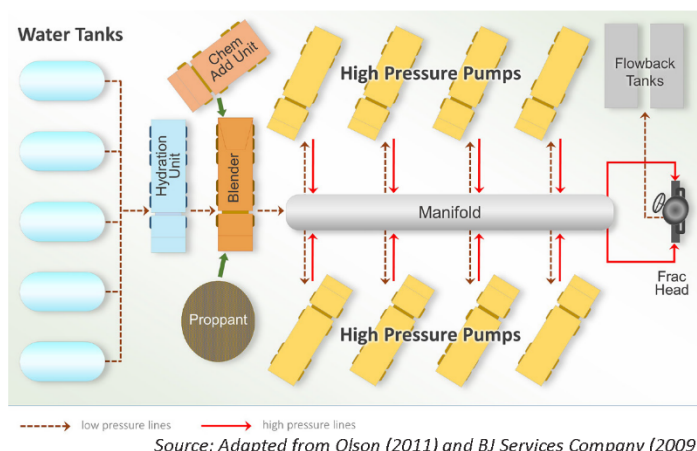 Water Tanks
Chem
Add Unit
High Pressure Pumps
Flowback
Tanks
Hydration
Unit
Blender
Manifold
Frac
Head
Proppant
High Pressure Pumps
low pressure lines
high pressure lines
Source: Adapted from Olson (2011) and BJ Services Company (2009